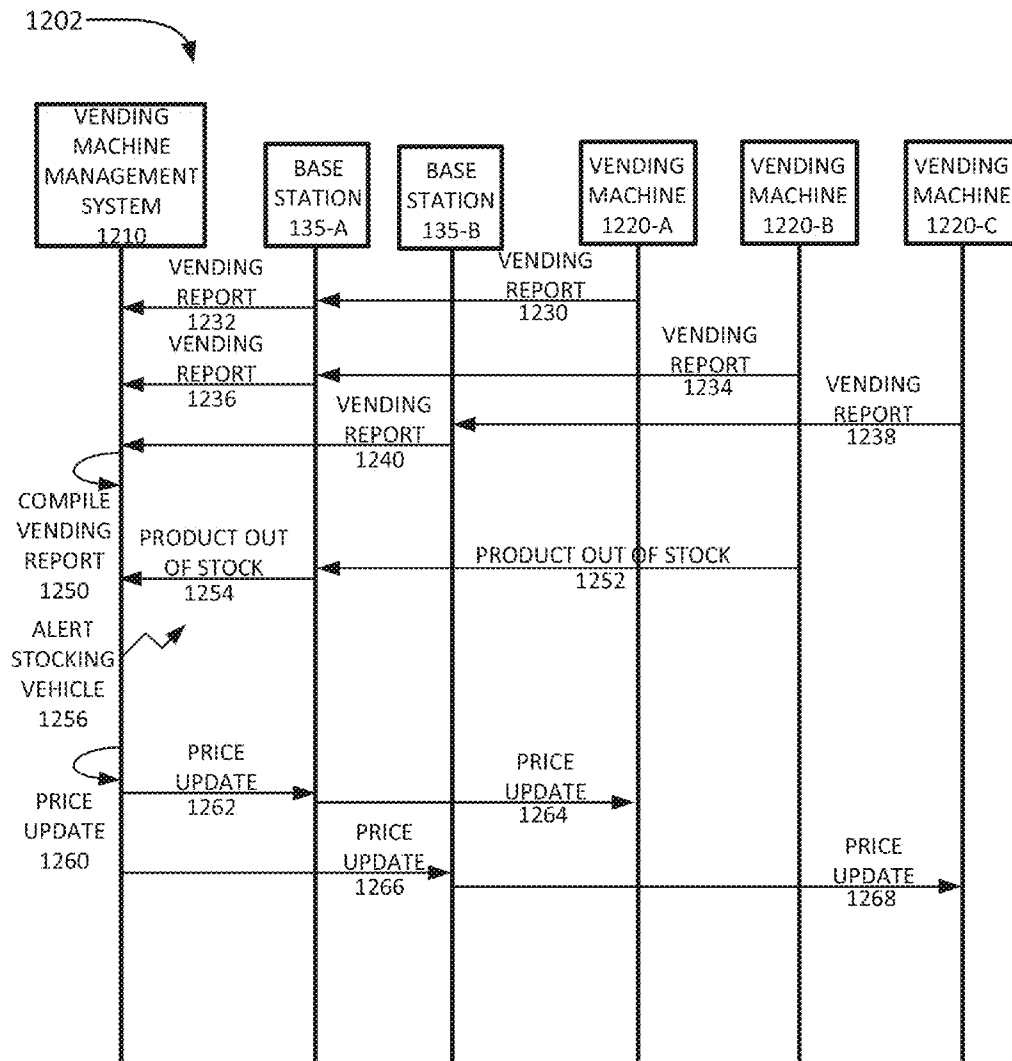 1202
VENDING
MACHINE
MANAGEMENT
SYSTEM
1210
BASE
STATION
135-A
BASE
STATION
135-B
VENDING
MACHINE
1220-A
VENDING
MACHINE
1220-B
VENDING
MACHINE
1220-C
VENDING
REPORT
1230
VENDING
REPORT
1232
VENDING
REPORT
1234
VENDING
REPORT
1236
VENDING
REPORT
1238
VENDING
REPORT
1240
COMPILE
VENDING
REPORT
1250
PRODUCT OUT OF STOCK
1252
PRODUCT OUT
OF STOCK
1254
ALERT
STOCKING
VEHICLE
1256
PRICE
UPDATE
1260
PRICE
UPDATE
1262
PRICE
UPDATE
1264
PRICE
UPDATE
1266
PRICE
UPDATE
1268